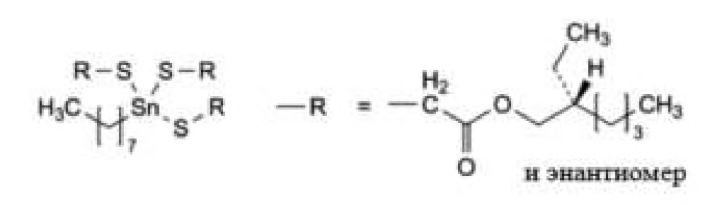 CH₃
R–S S–R H₂ H
H₃C Sn R —R = —C O CH₃
7 S 3
O и энантиомер